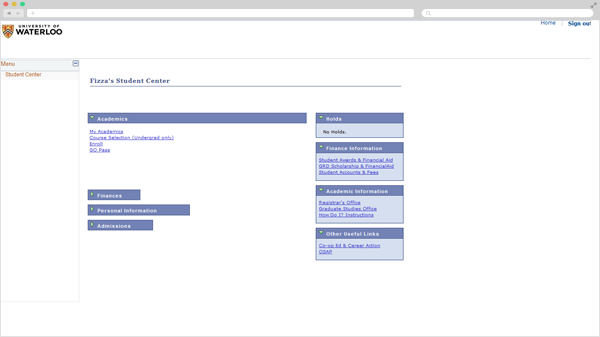 UNIVERSITY OF
WATERLOO
Home | Sign out
Menu
Student Center
Fizza's Student Center
Academics
My Academics
Course Selection (Undergrad only)
Enroll
GO Pass
Finances
Personal Information
Admissions
Holds
No Holds.
Finance Information
Student Awards & Financial Aid
GRD Scholarship & FinancialAid
Student Accounts & Fees
Academic Information
Registrar's Office
Graduate Studies Office
How Do I? Instructions
Other Useful Links
Co-op Ed & Career Action
OSAP